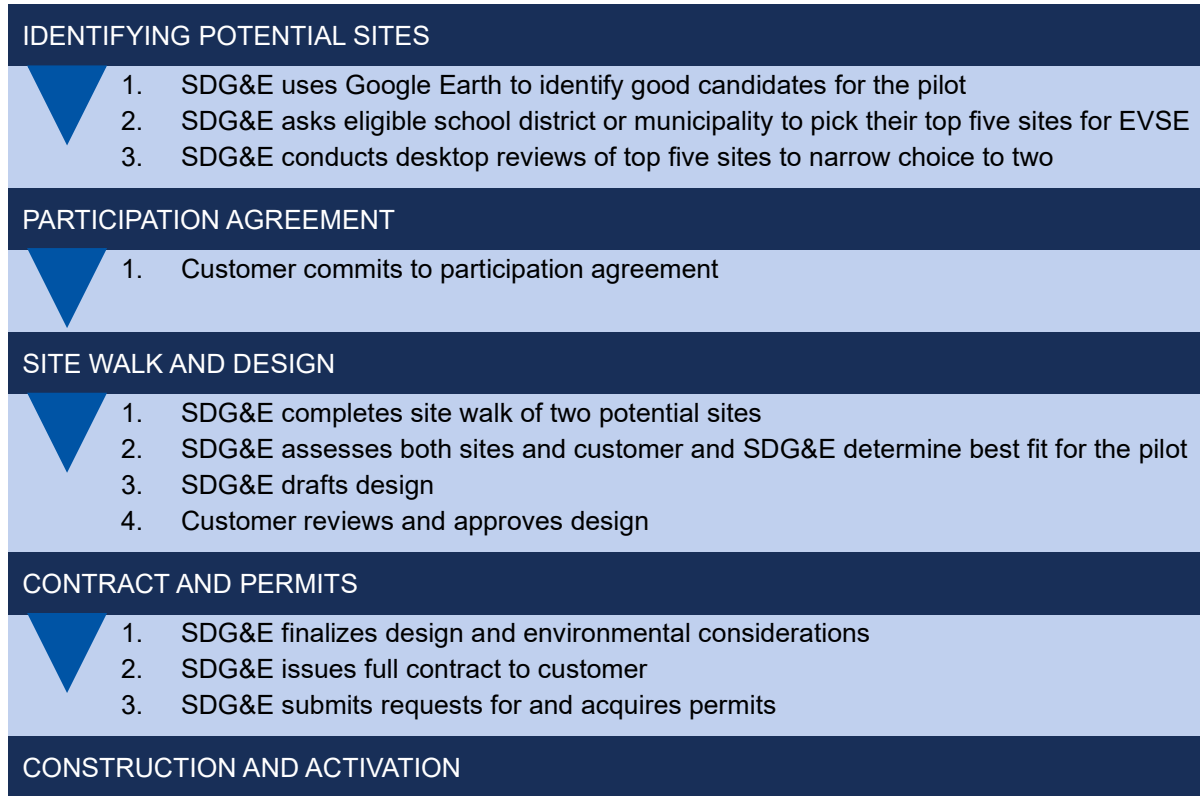 IDENTIFYING POTENTIAL SITES
1. SDG&E uses Google Earth to identify good candidates for the pilot
2. SDG&E asks eligible school district or municipality to pick their top five sites for EVSE
3. SDG&E conducts desktop reviews of top five sites to narrow choice to two
PARTICIPATION AGREEMENT
1. Customer commits to participation agreement
SITE WALK AND DESIGN
1. SDG&E completes site walk of two potential sites
2. SDG&E assesses both sites and customer and SDG&E determine best fit for the pilot
3. SDG&E drafts design
4. Customer reviews and approves design
CONTRACT AND PERMITS
1. SDG&E finalizes design and environmental considerations
2. SDG&E issues full contract to customer
3. SDG&E submits requests for and acquires permits
CONSTRUCTION AND ACTIVATION